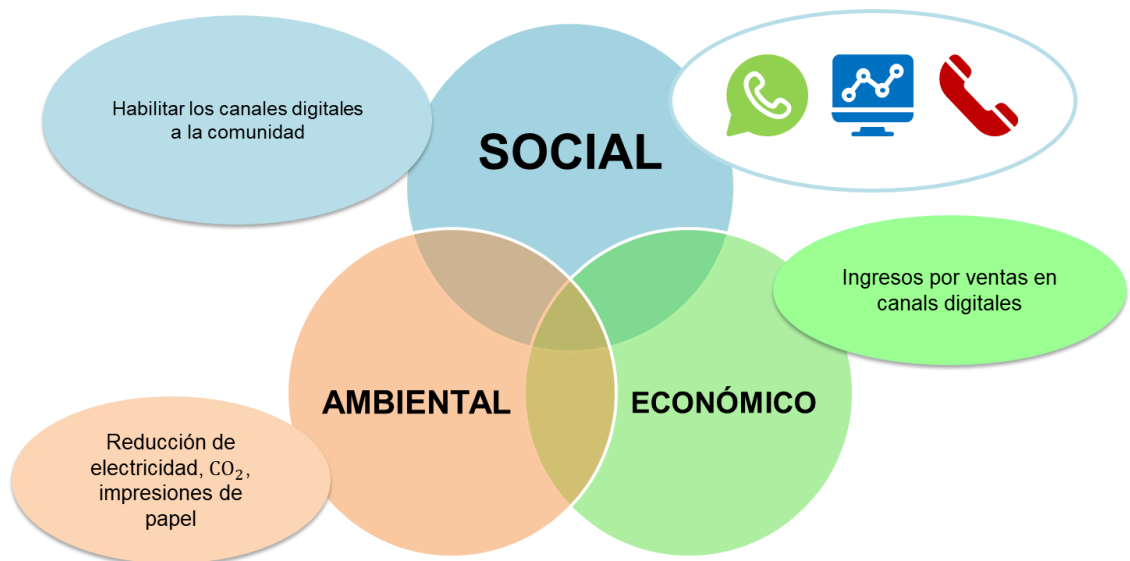 Habilitar los canales digitales
a la comunidad
SOCIAL
Ingresos por ventas en
canals digitales
AMBIENTAL
ECONÓMICO
Reducción de
electricidad, CO₂,
impresiones de
papel